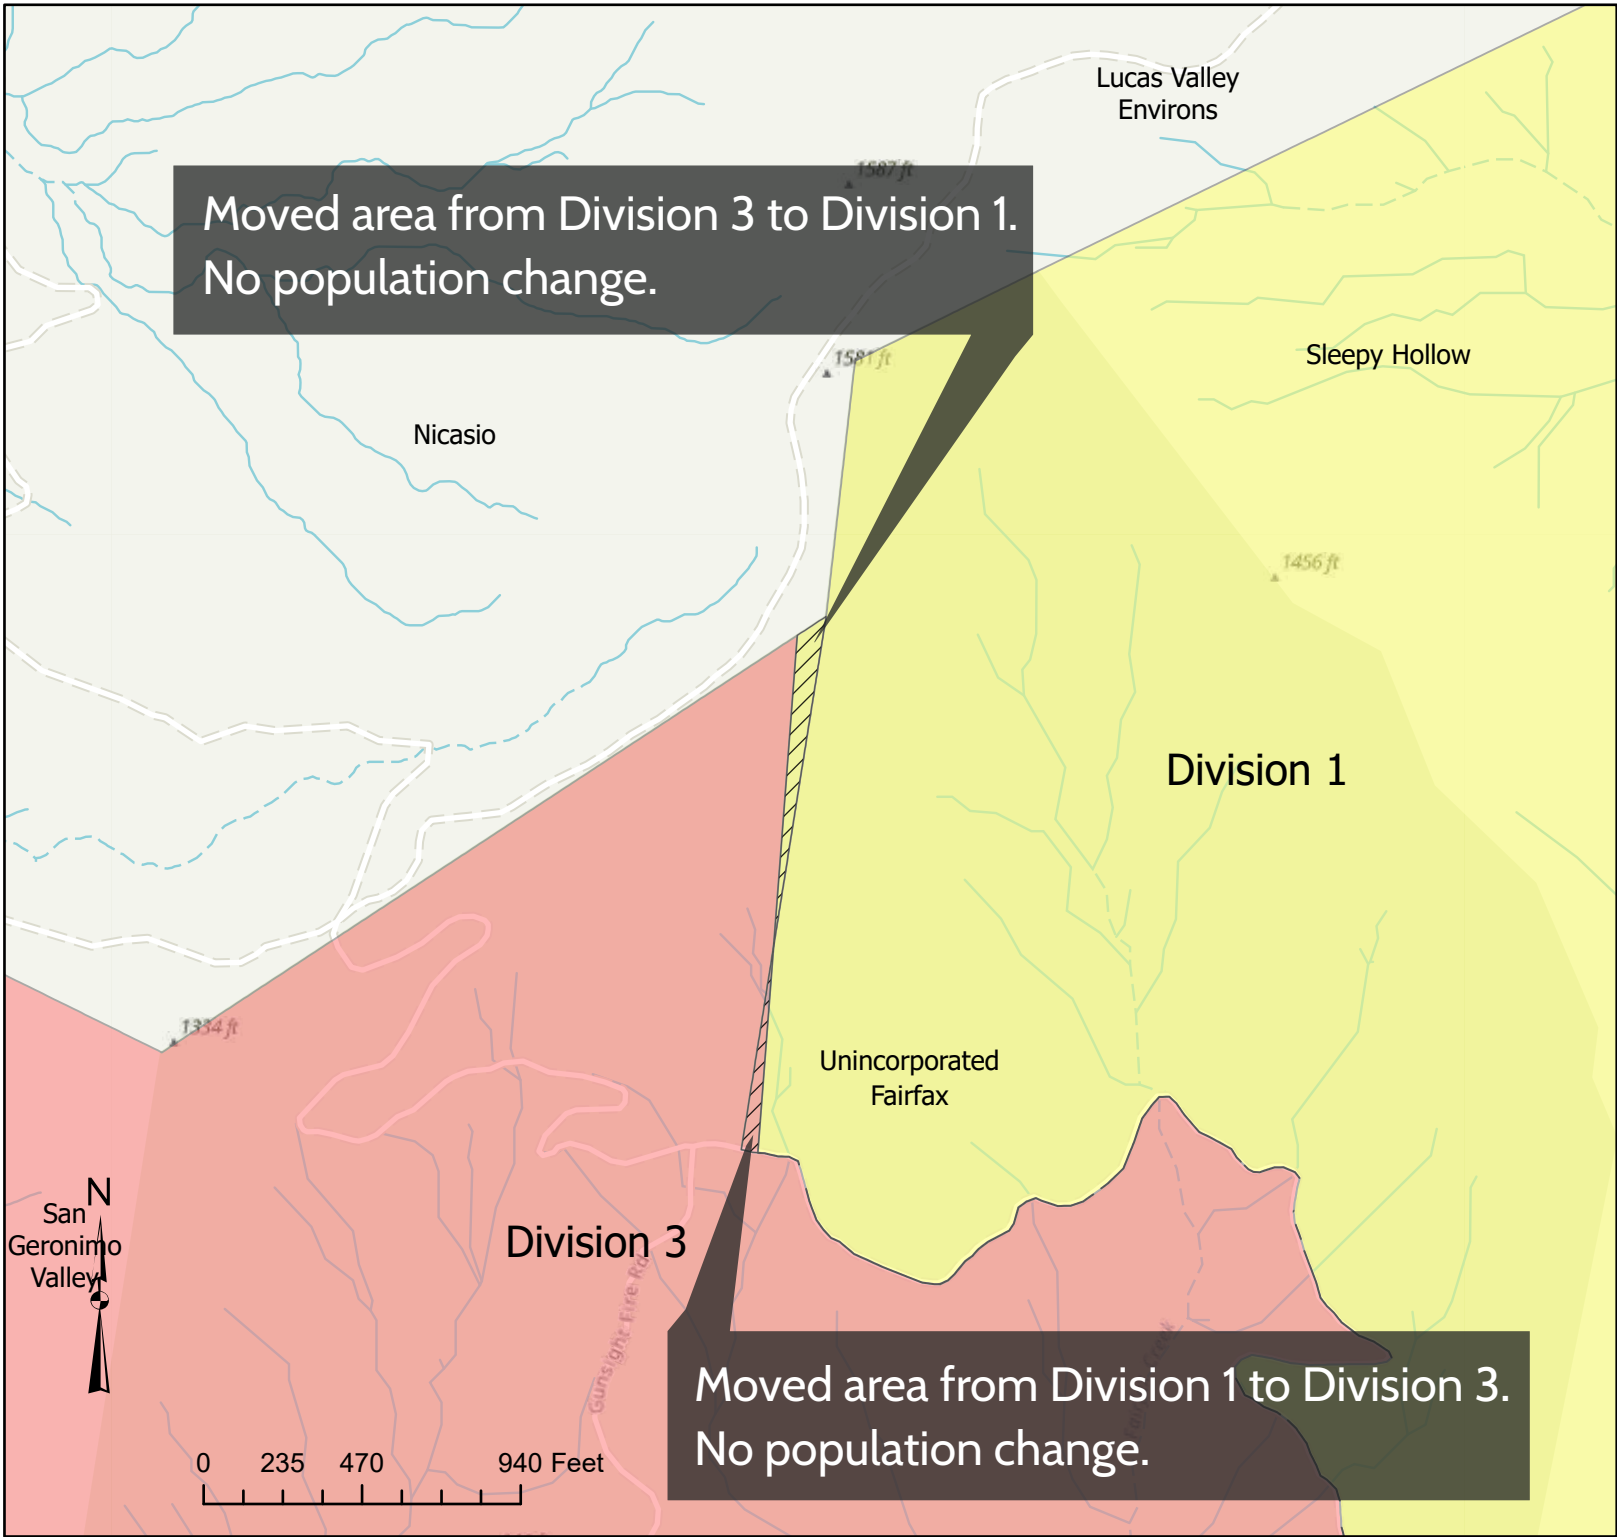 Lucas Valley
Environs
1587 ft
Moved area from Division 3 to Division 1.
No population change.
1581 ft
Sleepy Hollow
Nicasio
1456 ft
Division 1
1334 ft
Unincorporated
Fairfax
N
San
Geronimo
Valley
Division 3
Gunsight Fire Rd
Moved area from Division 1 to Division 3.
No population change.
Creek
0 235 470 940 Feet